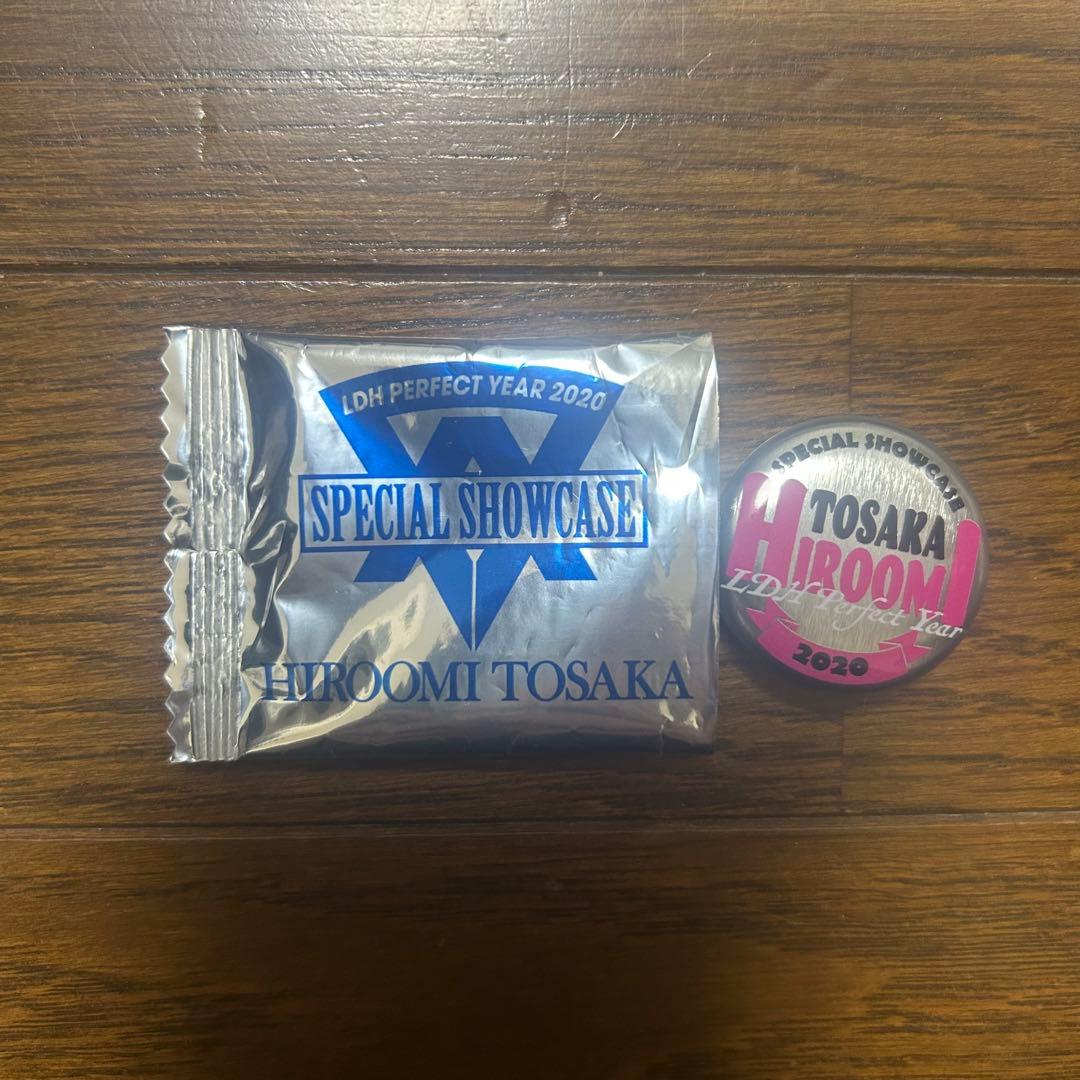 LDH PERFECT YEAR 2020
SPECIAL SHOWCASE
HIROOMI TOSAKA
SPECIAL SHOWCASE
TOSAKA
HIROOMI
LDH Perfect Year
2020